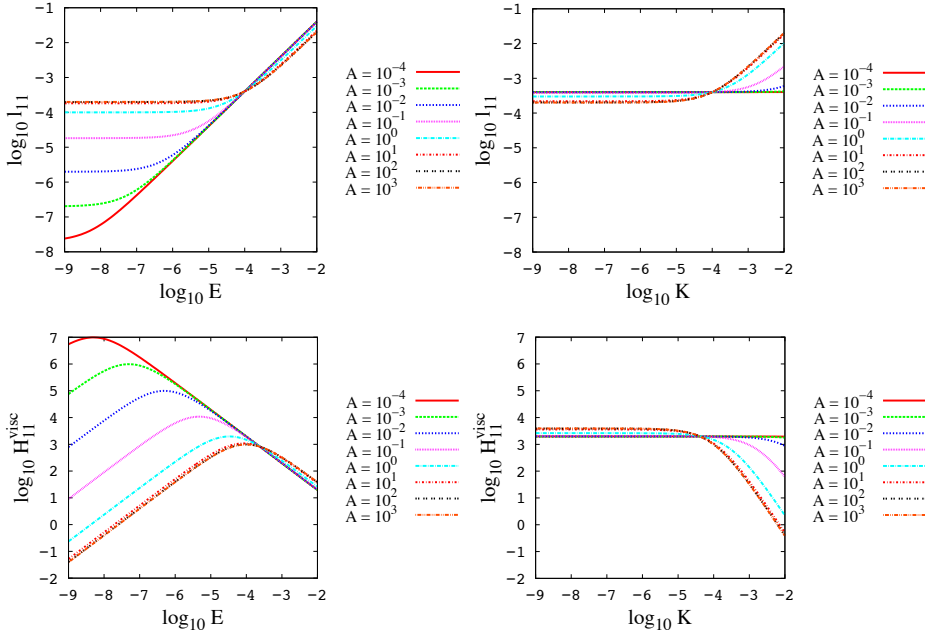 −1
−2
−3
−4
−5
−6
−7
−8
log₁₀ l₁₁
−9 −8 −7 −6 −5 −4 −3 −2
log₁₀ E
A = 10⁻⁴
A = 10⁻³
A = 10⁻²
A = 10⁻¹
A = 10⁰
A = 10¹
A = 10²
A = 10³
−1
−2
−3
−4
−5
−6
−7
−8
log₁₀ l₁₁
−9 −8 −7 −6 −5 −4 −3 −2
log₁₀ K
A = 10⁻⁴
A = 10⁻³
A = 10⁻²
A = 10⁻¹
A = 10⁰
A = 10¹
A = 10²
A = 10³
7
6
5
4
3
2
1
0
−1
−2
log₁₀ H₁₁ᵛⁱˢᶜ
−9 −8 −7 −6 −5 −4 −3 −2
log₁₀ E
A = 10⁻⁴
A = 10⁻³
A = 10⁻²
A = 10⁻¹
A = 10⁰
A = 10¹
A = 10²
A = 10³
7
6
5
4
3
2
1
0
−1
−2
log₁₀ H₁₁ᵛⁱˢᶜ
−9 −8 −7 −6 −5 −4 −3 −2
log₁₀ K
A = 10⁻⁴
A = 10⁻³
A = 10⁻²
A = 10⁻¹
A = 10⁰
A = 10¹
A = 10²
A = 10³